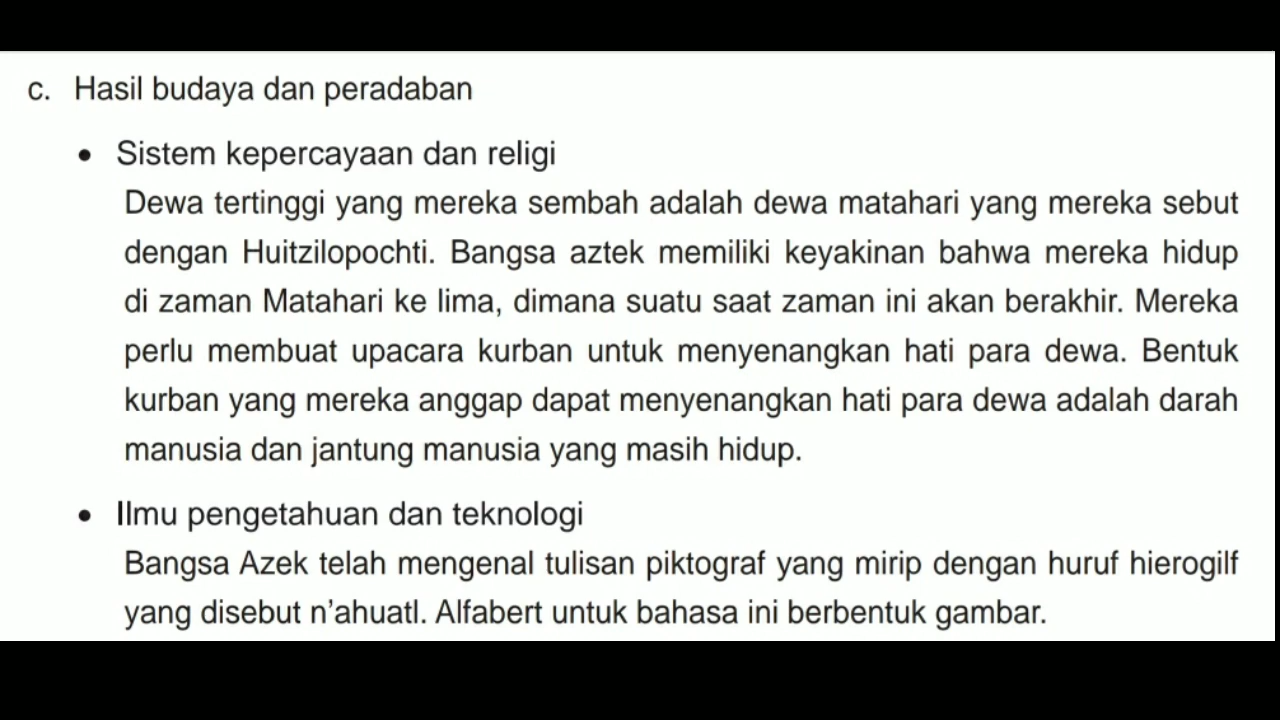 c. Hasil budaya dan peradaban
• Sistem kepercayaan dan religi
Dewa tertinggi yang mereka sembah adalah dewa matahari yang mereka sebut
dengan Huitzilopochti. Bangsa aztek memiliki keyakinan bahwa mereka hidup
di zaman Matahari ke lima, dimana suatu saat zaman ini akan berakhir. Mereka
perlu membuat upacara kurban untuk menyenangkan hati para dewa. Bentuk
kurban yang mereka anggap dapat menyenangkan hati para dewa adalah darah
manusia dan jantung manusia yang masih hidup.
• Ilmu pengetahuan dan teknologi
Bangsa Azek telah mengenal tulisan piktograf yang mirip dengan huruf hierogilf
yang disebut n’ahuatl. Alfabert untuk bahasa ini berbentuk gambar.